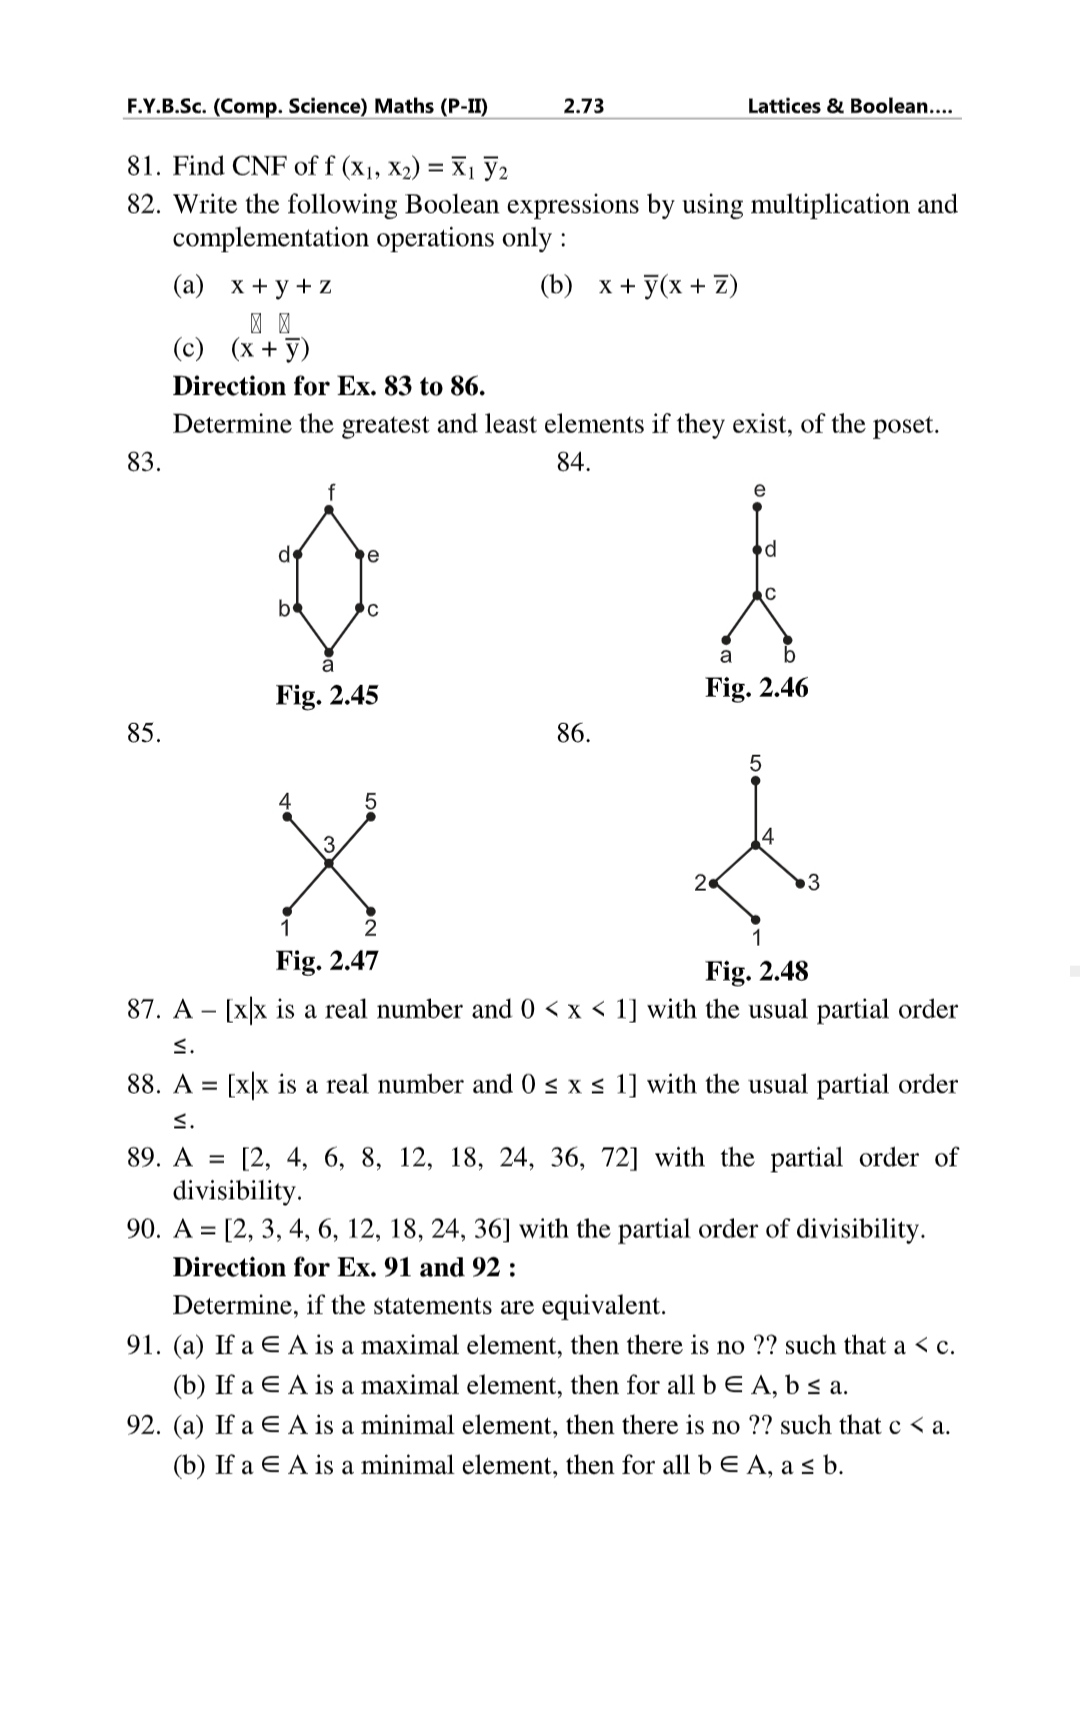 F.Y.B.Sc. (Comp. Science) Maths (P-II) 2.73 Lattices & Boolean....
81. Find CNF of f (x₁, x₂) = x̅₁ y̅₂
82. Write the following Boolean expressions by using multiplication and
complementation operations only :
(a) x + y + z (b) x + y̅(x + z̅)
(c) (x + y̅)
Direction for Ex. 83 to 86.
Determine the greatest and least elements if they exist, of the poset.
83. 84.
f
d e
b c
a
Fig. 2.45
e
d
c
a b
Fig. 2.46
85. 86.
4 5
3
1 2
Fig. 2.47
5
4
2 3
1
Fig. 2.48
87. A – [x|x is a real number and 0 < x < 1] with the usual partial order
≤.
88. A = [x|x is a real number and 0 ≤ x ≤ 1] with the usual partial order
≤.
89. A = [2, 4, 6, 8, 12, 18, 24, 36, 72] with the partial order of
divisibility.
90. A = [2, 3, 4, 6, 12, 18, 24, 36] with the partial order of divisibility.
Direction for Ex. 91 and 92 :
Determine, if the statements are equivalent.
91. (a) If a ∈ A is a maximal element, then there is no ?? such that a < c.
(b) If a ∈ A is a maximal element, then for all b ∈ A, b ≤ a.
92. (a) If a ∈ A is a minimal element, then there is no ?? such that c < a.
(b) If a ∈ A is a minimal element, then for all b ∈ A, a ≤ b.